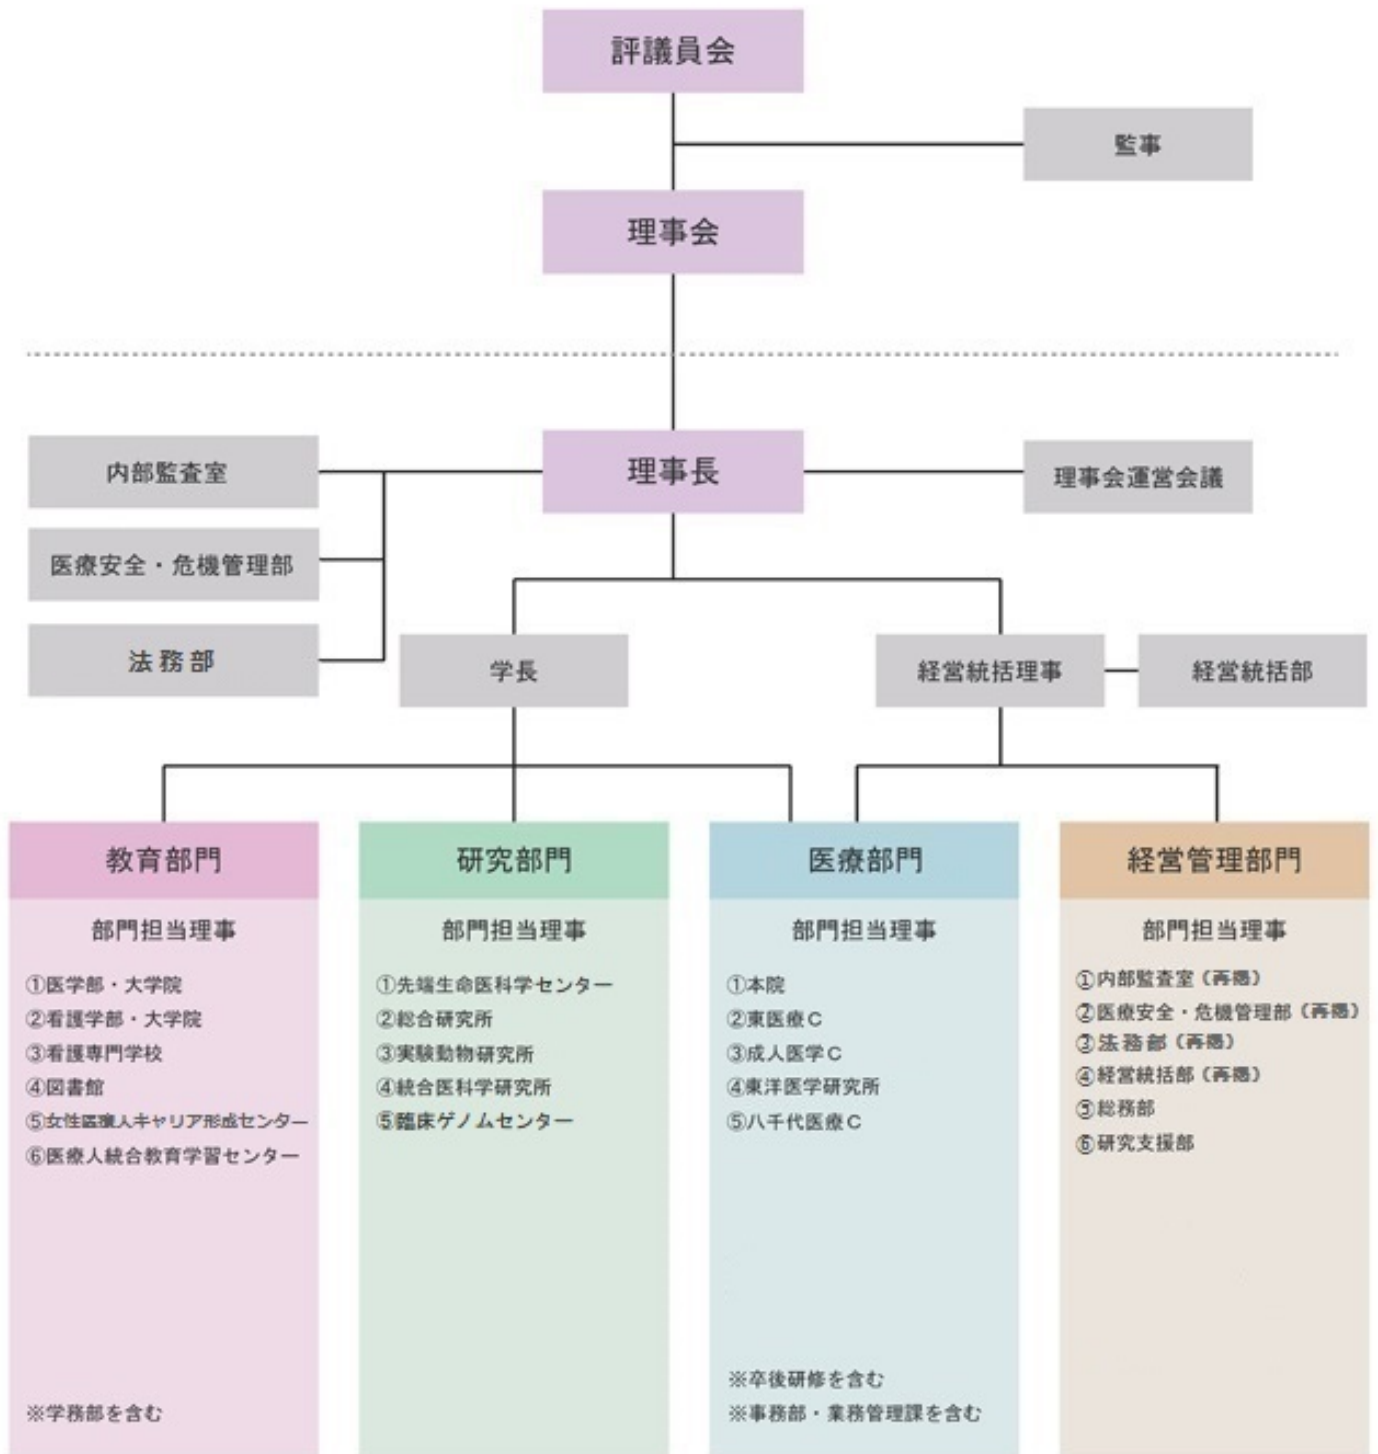 評議員会
監事
理事会
内部監査室
理事長
理事会運営会議
医療安全・危機管理部
法務部
学長
経営統括理事
経営統括部
教育部門
部門担当理事
①医学部・大学院
②看護学部・大学院
③看護専門学校
④図書館
⑤女性医療人キャリア形成センター
⑥医療人統合教育学習センター
※学務部を含む
研究部門
部門担当理事
①先端生命医科学センター
②総合研究所
③実験動物研究所
④統合医科学研究所
⑤臨床ゲノムセンター
医療部門
部門担当理事
①本院
②東医療C
③成人医学C
④東洋医学研究所
⑤八千代医療C
※卒後研修を含む
※事務部・業務管理課を含む
経営管理部門
部門担当理事
①内部監査室（再掲）
②医療安全・危機管理部（再掲）
③法務部（再掲）
④経営統括部（再掲）
⑤総務部
⑥研究支援部